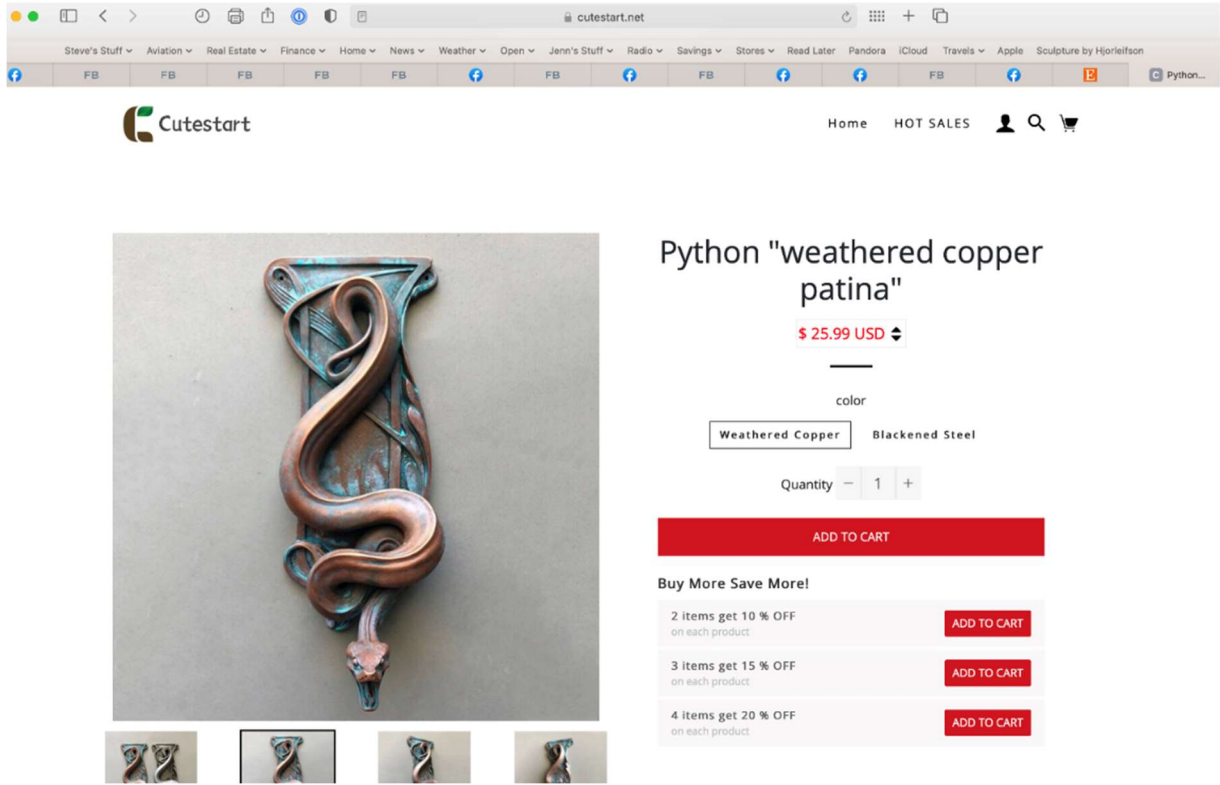 cutestart.net
Steve's Stuff Aviation Real Estate Finance Home News Weather Open Jenn's Stuff Radio Savings Stores Read Later Pandora iCloud Travels Apple Sculpture by Hjorleifson
FB FB FB FB FB FB FB FB E C Python...
Cutestart
Home HOT SALES
Python "weathered copper
patina"
$ 25.99 USD
color
Weathered Copper Blackened Steel
Quantity − 1 +
ADD TO CART
Buy More Save More!
2 items get 10 % OFF
on each product
ADD TO CART
3 items get 15 % OFF
on each product
ADD TO CART
4 items get 20 % OFF
on each product
ADD TO CART